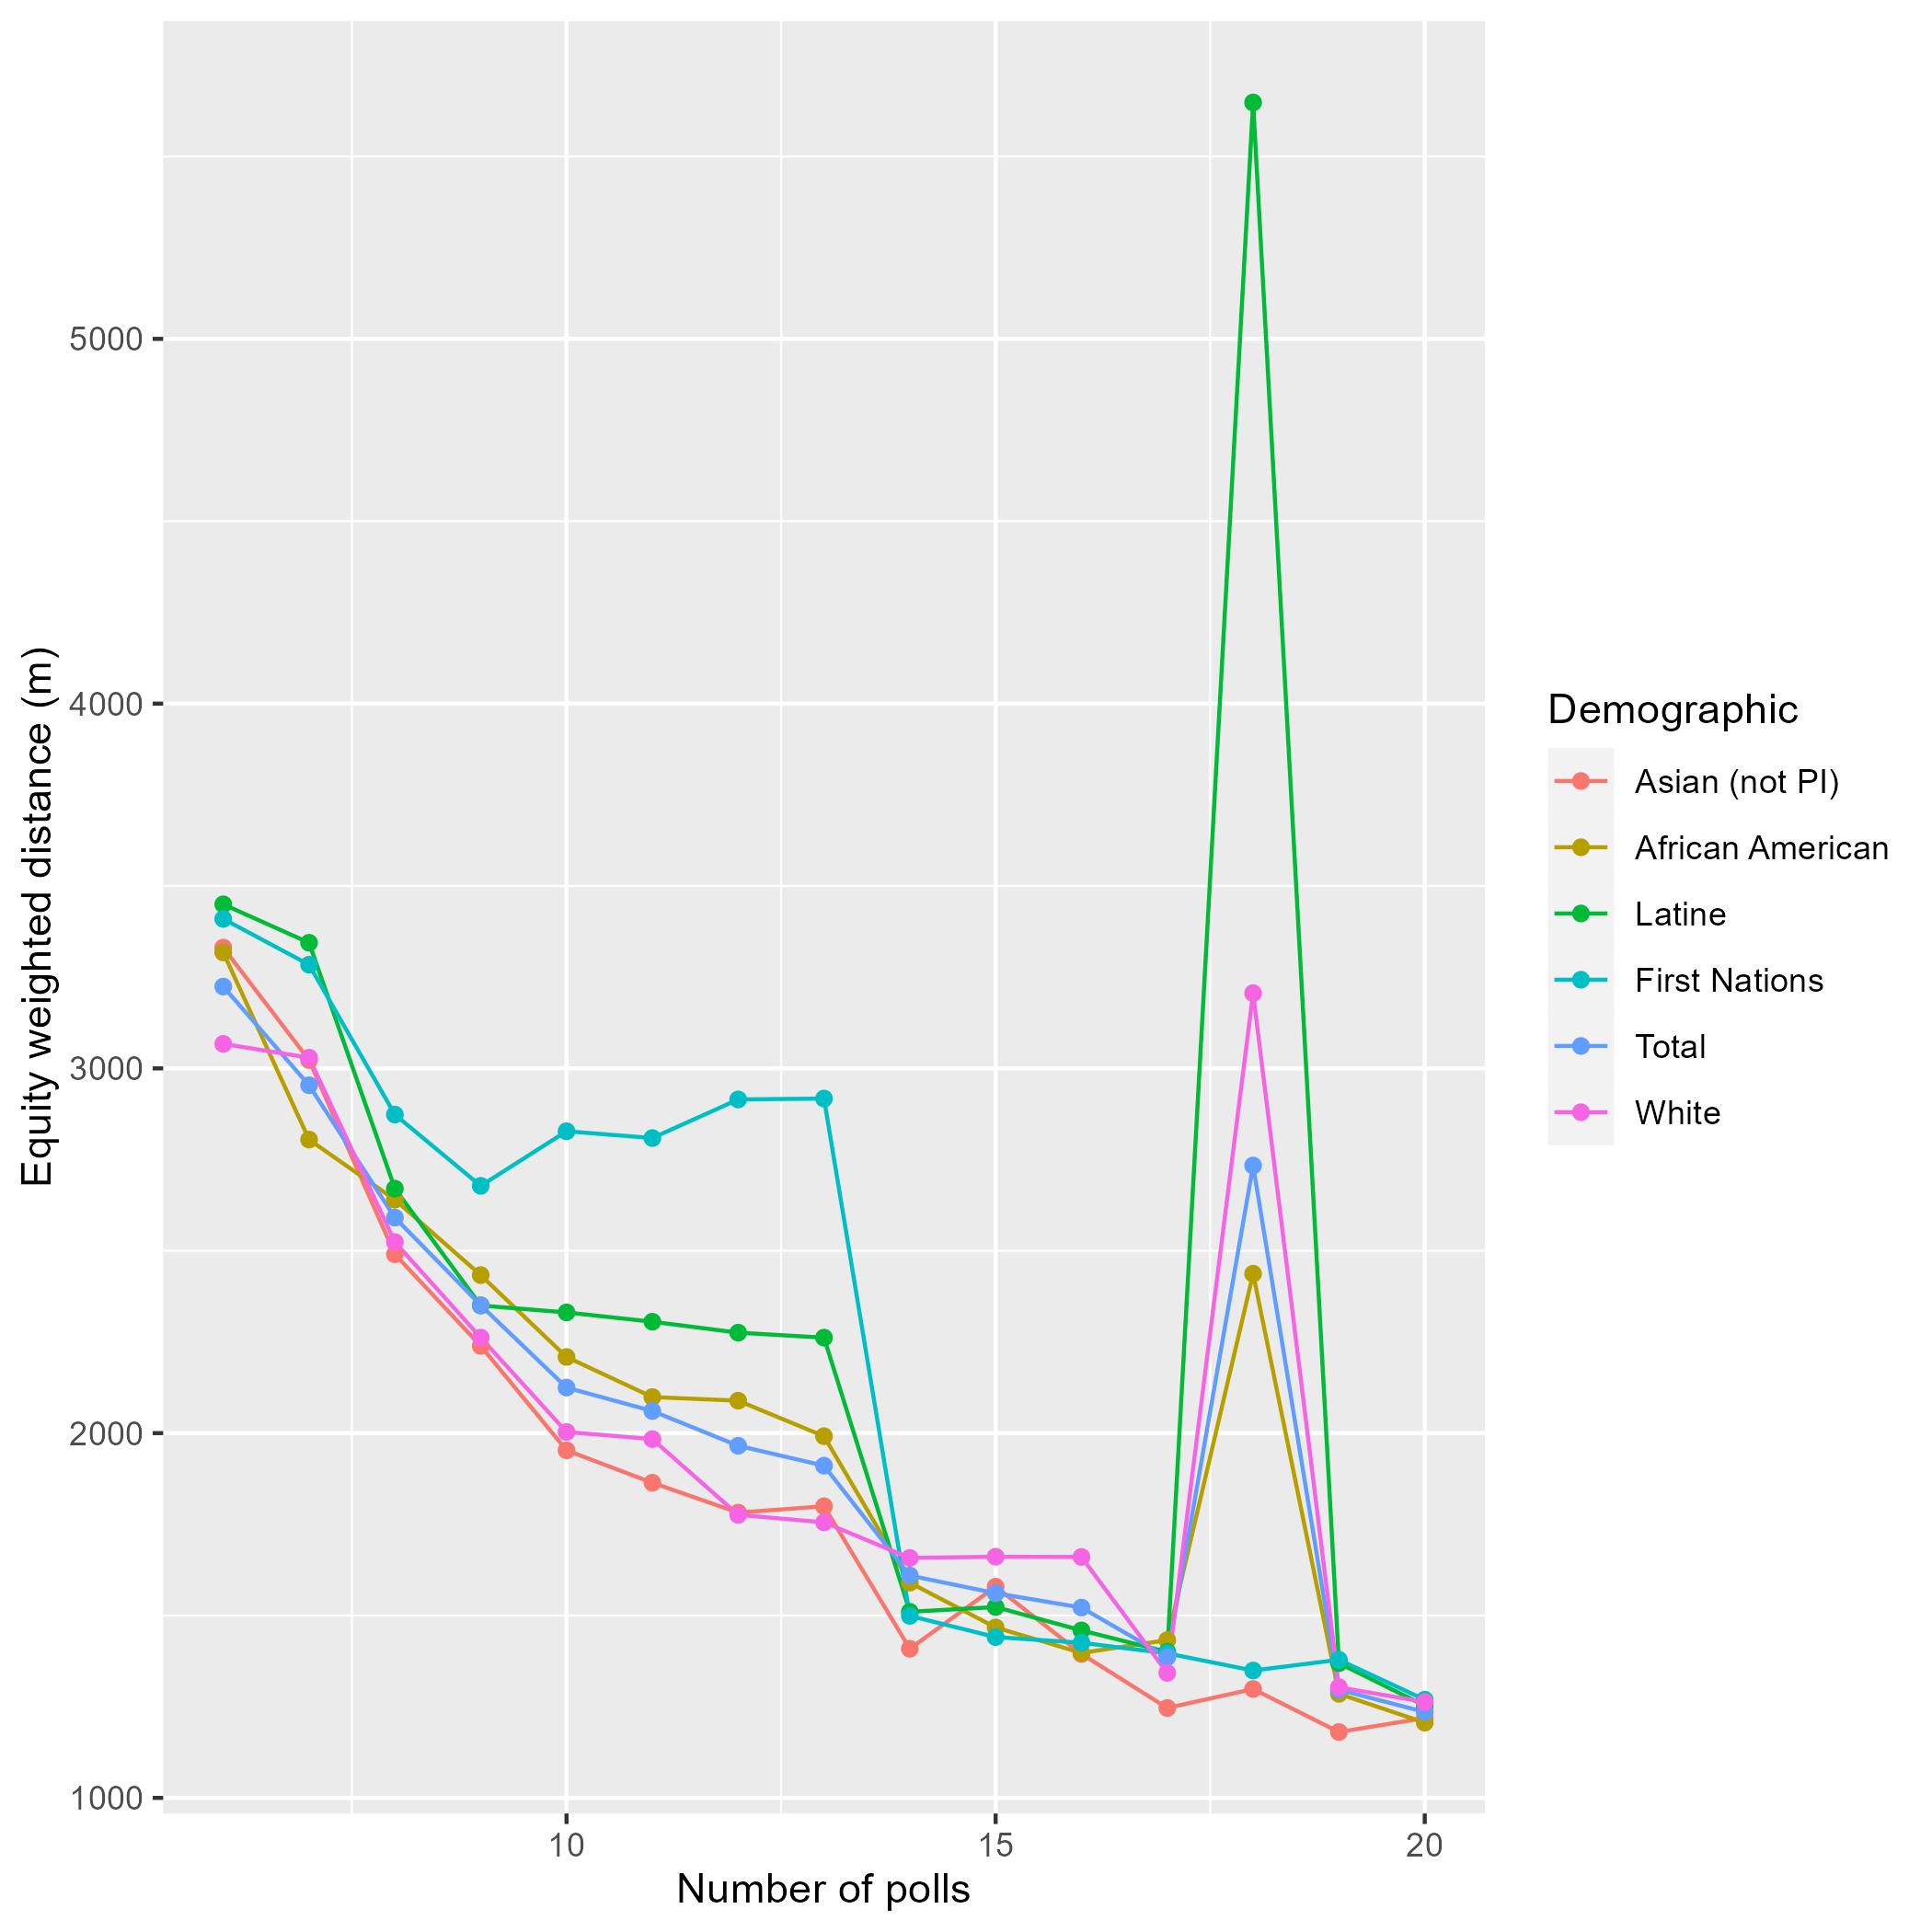 Equity weighted distance (m)
5000
4000
3000
2000
1000
10
15
20
Number of polls
Demographic
Asian (not PI)
African American
Latine
First Nations
Total
White